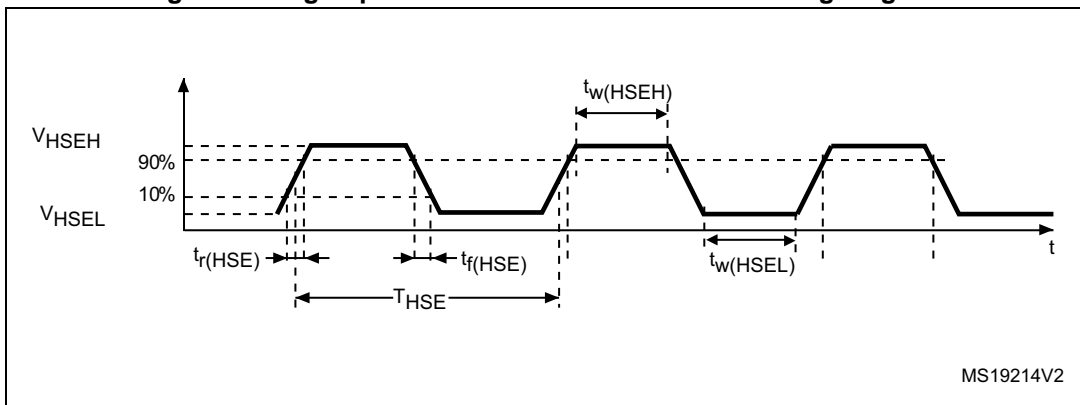 tw(HSEH)
VHSEH
90%
10%
VHSEL
tr(HSE)
tf(HSE)
THSE
tw(HSEL)
t
MS19214V2